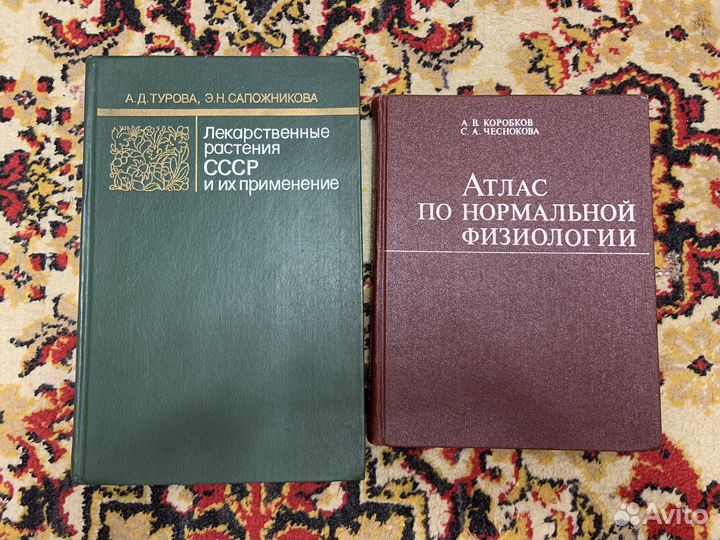 А.Д.ТУРОВА, Э.Н.САПОЖНИКОВА
Лекарственные
растения
СССР
и их применение
А. В. КОРОБКОВ
С. А. ЧЕСНОКОВА
АТЛАС
ПО НОРМАЛЬНОЙ
ФИЗИОЛОГИИ
Avito